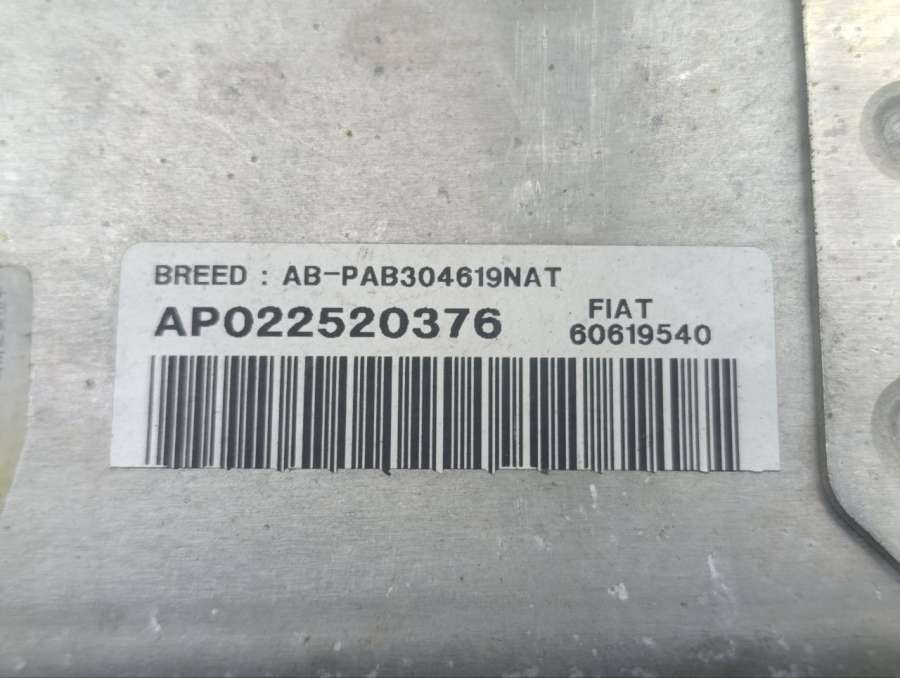 BREED : AB-PAB304619NAT
AP022520376
FIAT
60619540